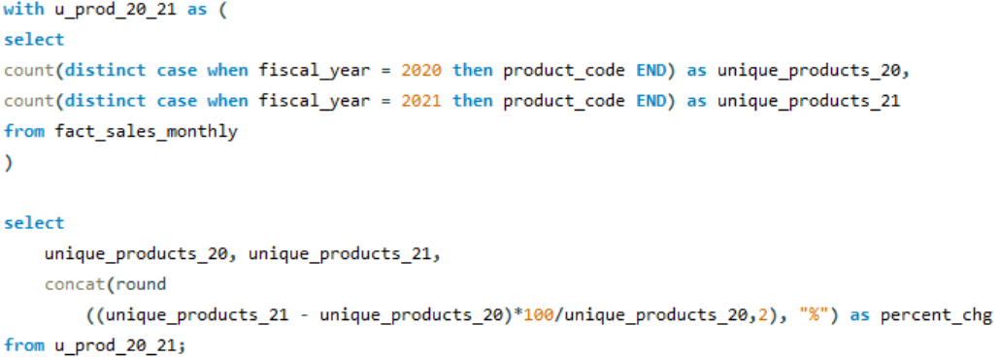 with u_prod_20_21 as (
select
count(distinct case when fiscal_year = 2020 then product_code END) as unique_products_20,
count(distinct case when fiscal_year = 2021 then product_code END) as unique_products_21
from fact_sales_monthly
)
select
unique_products_20, unique_products_21,
concat(round
((unique_products_21 - unique_products_20)*100/unique_products_20,2), "%") as percent_chg
from u_prod_20_21;